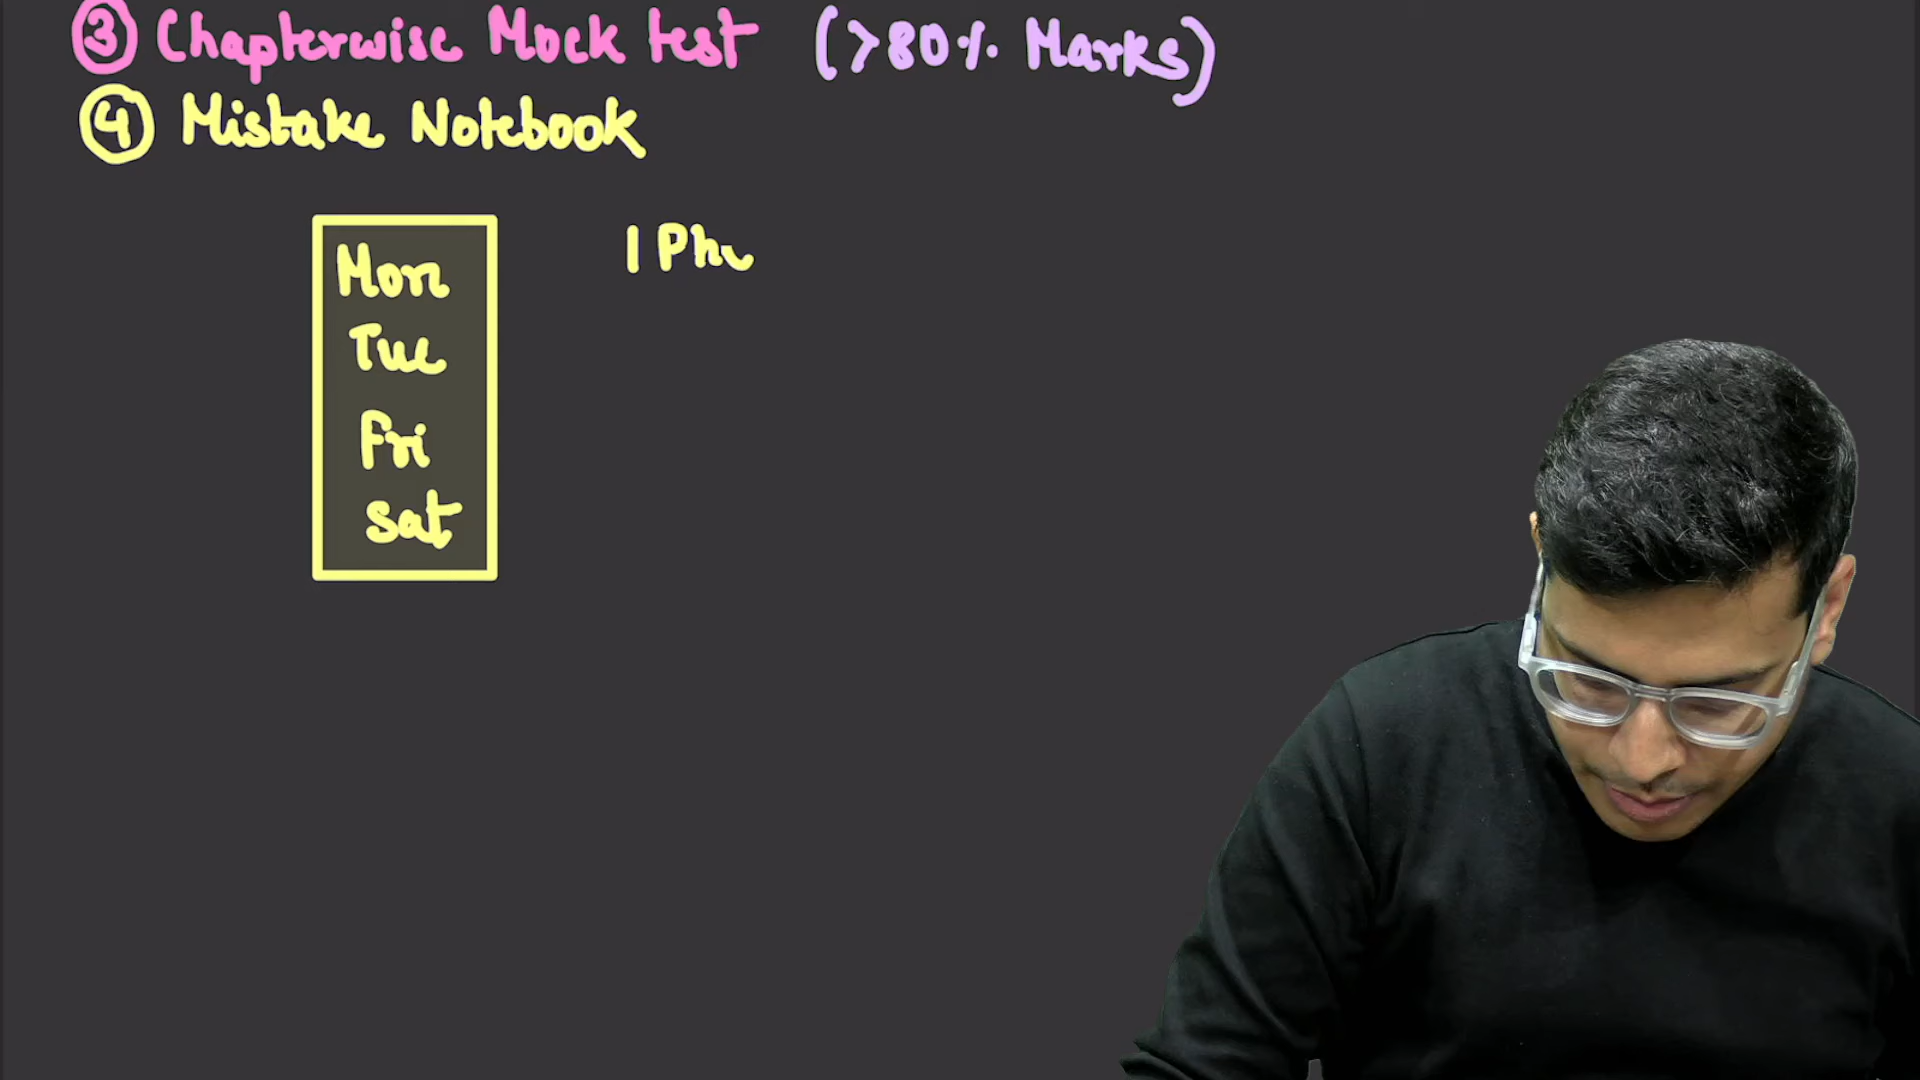 ③ Chapterwise Mock test (>80% Marks)
④ Mistake Notebook
Mon
1 Phy
Tue
Fri
Sat